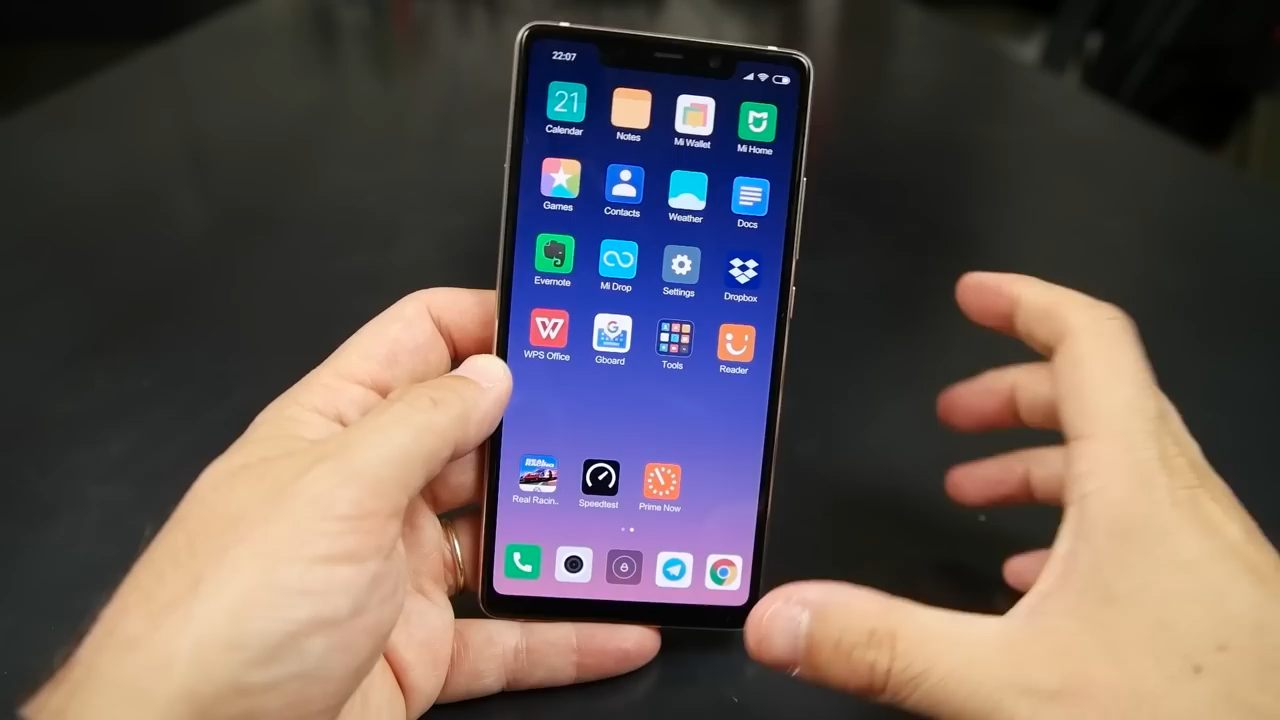 22:07
21
Calendar
Notes
Mi Wallet
Mi Home
Games
Contacts
Weather
Docs
Evernote
Mi Drop
Settings
Dropbox
WPS Office
G
Gboard
Tools
Reader
Real Racin..
Speedtest
Prime Now